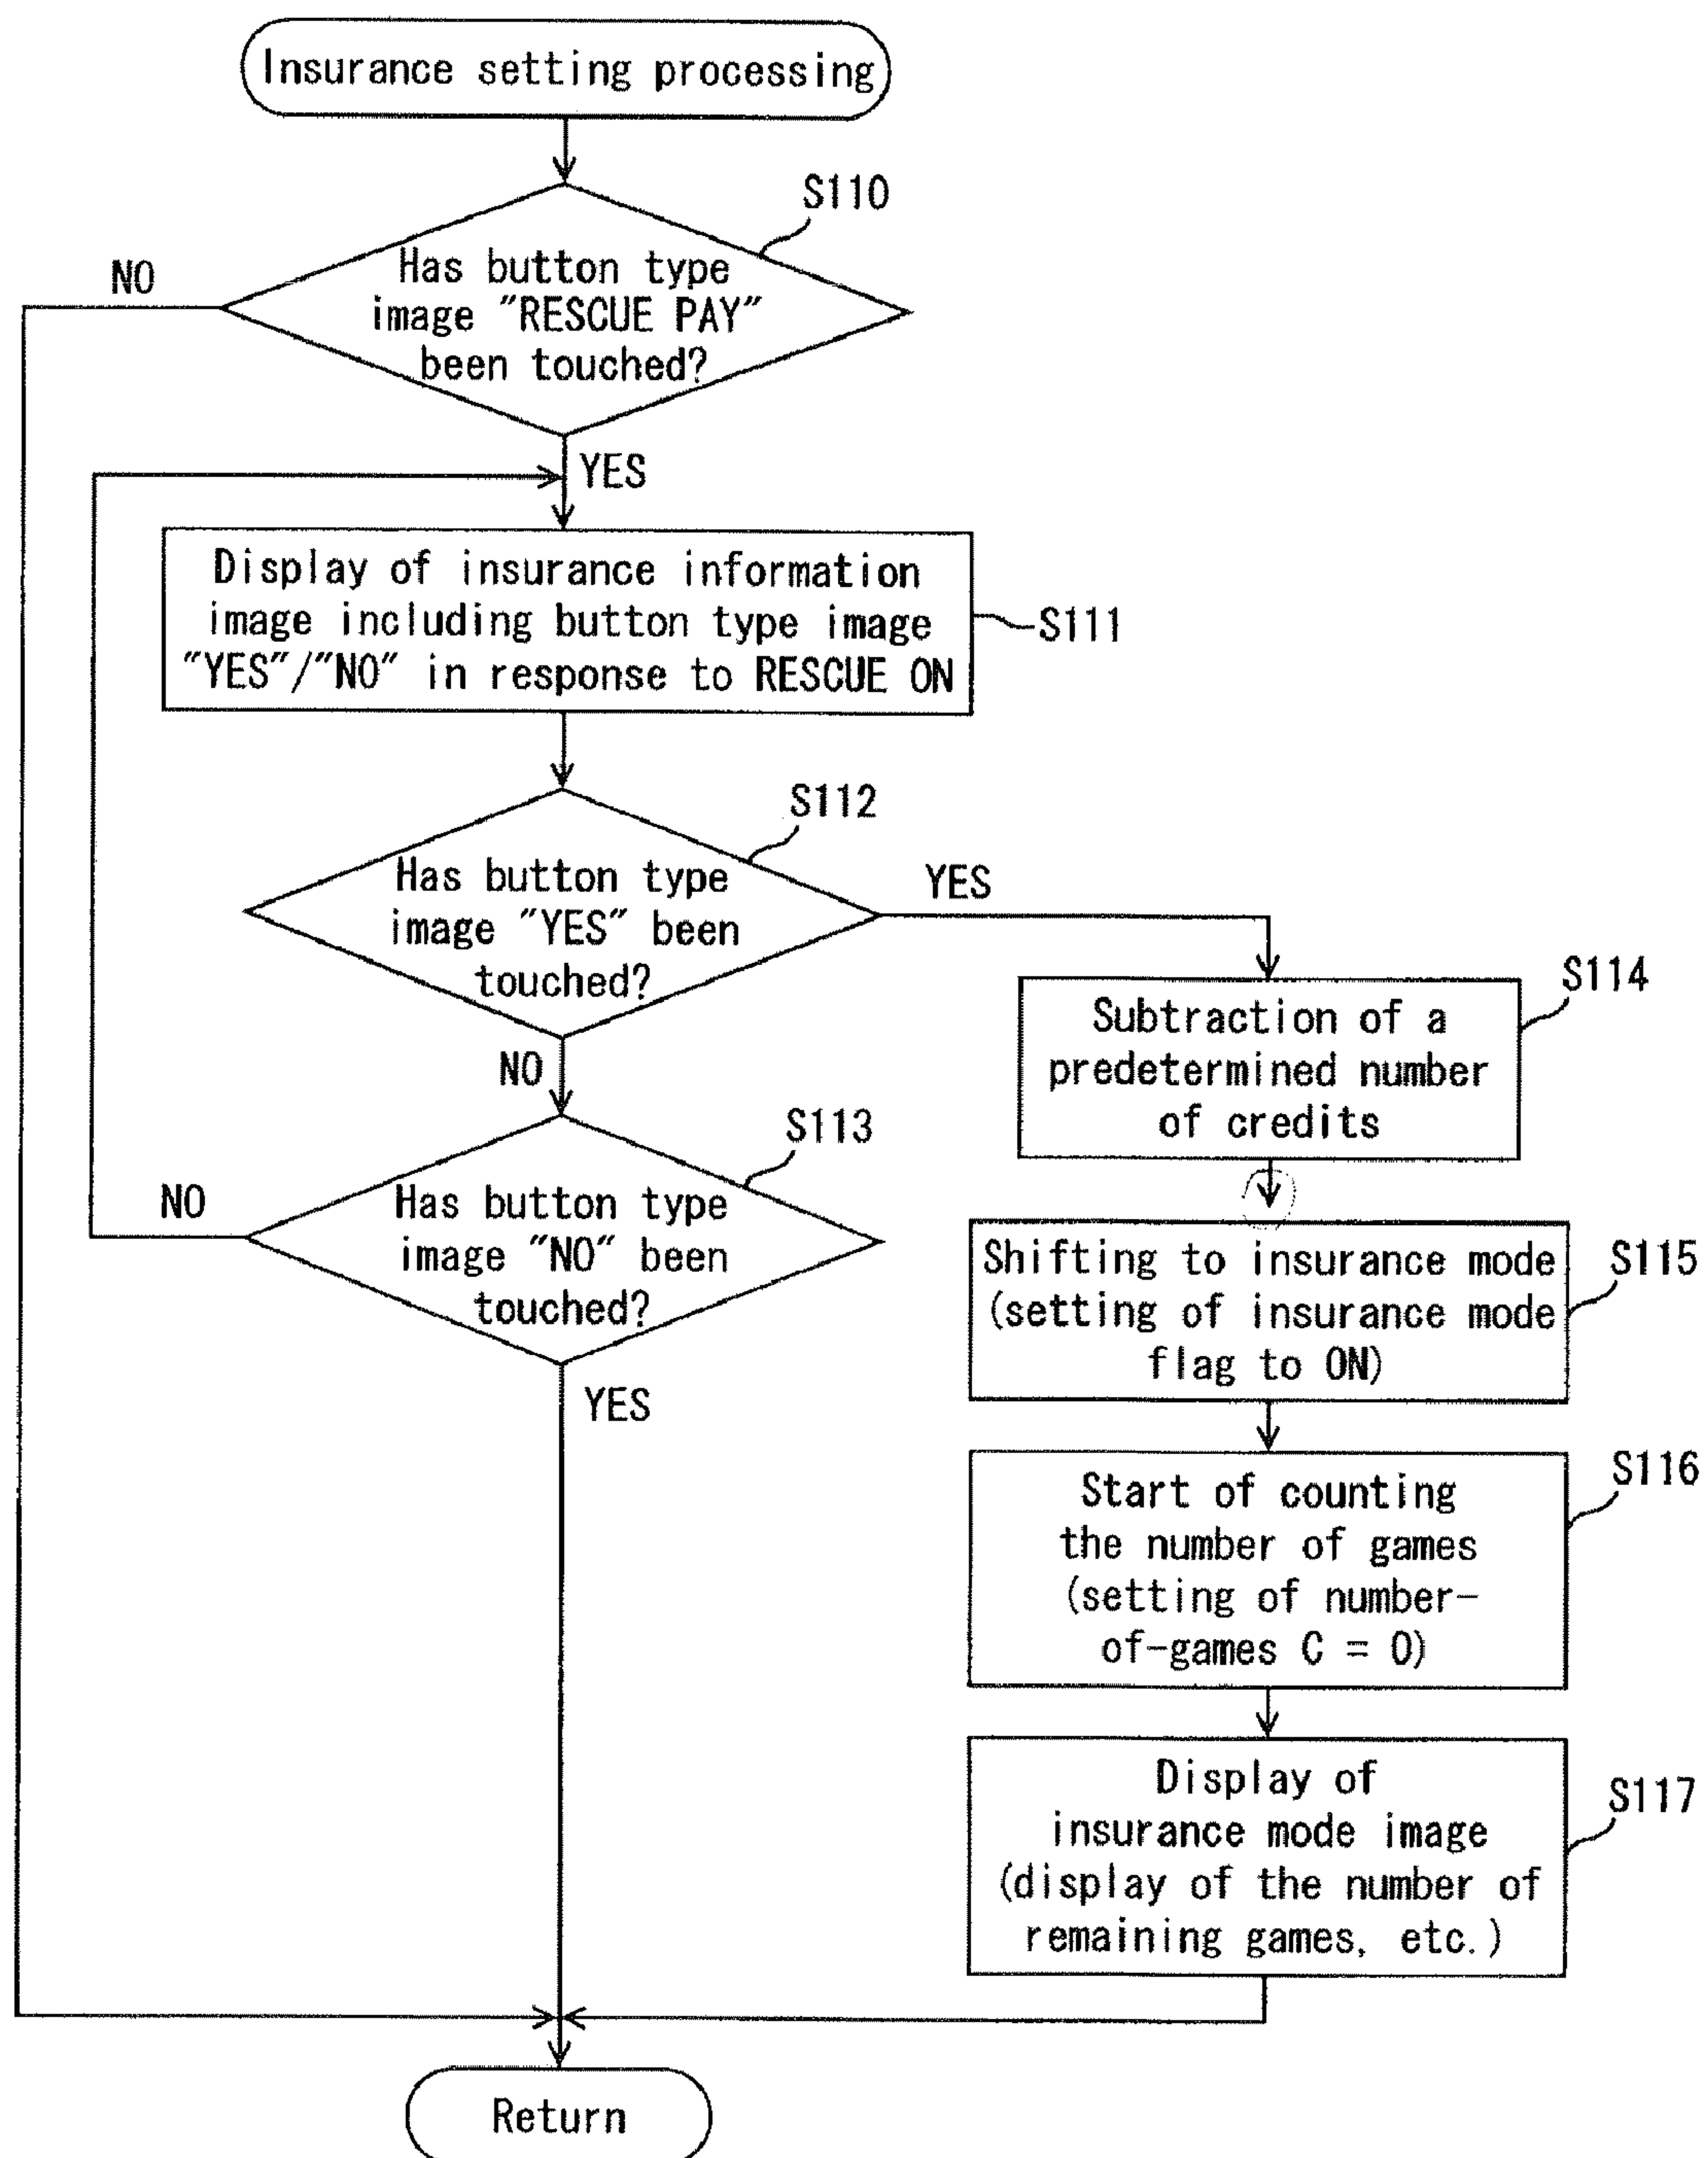 Insurance setting processing
S110
NO
Has button type
image "RESCUE PAY"
been touched?
YES
Display of insurance information
image including button type image
"YES"/"NO" in response to RESCUE ON
S111
S112
Has button type
image "YES" been
touched?
YES
NO
S114
Subtraction of a
predetermined number
of credits
S113
NO
Has button type
image "NO" been
touched?
YES
Shifting to insurance mode
(setting of insurance mode
flag to ON)
S115
S116
Start of counting
the number of games
(setting of number-
of-games C = 0)
S117
Display of
insurance mode image
(display of the number of
remaining games, etc.)
Return